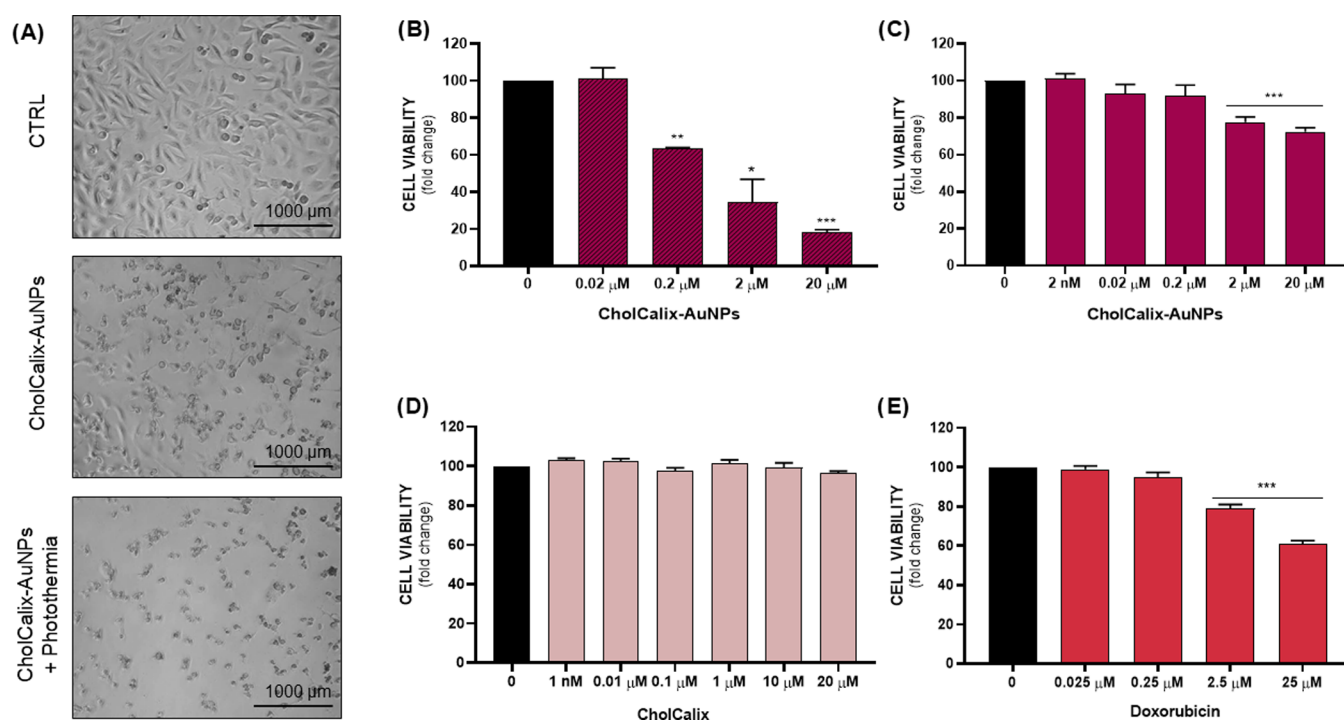 (A)
CTRL
1000 µm
CholCalix-AuNPs
1000 µm
CholCalix-AuNPs
+ Photothermia
1000 µm
(B)
CELL VIABILITY
(fold change)
120
100
80
60
40
20
0
**
*
***
0 0.02 µM 0.2 µM 2 µM 20 µM
CholCalix-AuNPs
(C)
CELL VIABILITY
(fold change)
120
100
80
60
40
20
0
***
0 2 nM 0.02 µM 0.2 µM 2 µM 20 µM
CholCalix-AuNPs
(D)
CELL VIABILITY
(fold change)
120
100
80
60
40
20
0
0 1 nM 0.01 µM 0.1 µM 1 µM 10 µM 20 µM
CholCalix
(E)
CELL VIABILITY
(fold change)
120
100
80
60
40
20
0
***
0 0.025 µM 0.25 µM 2.5 µM 25 µM
Doxorubicin